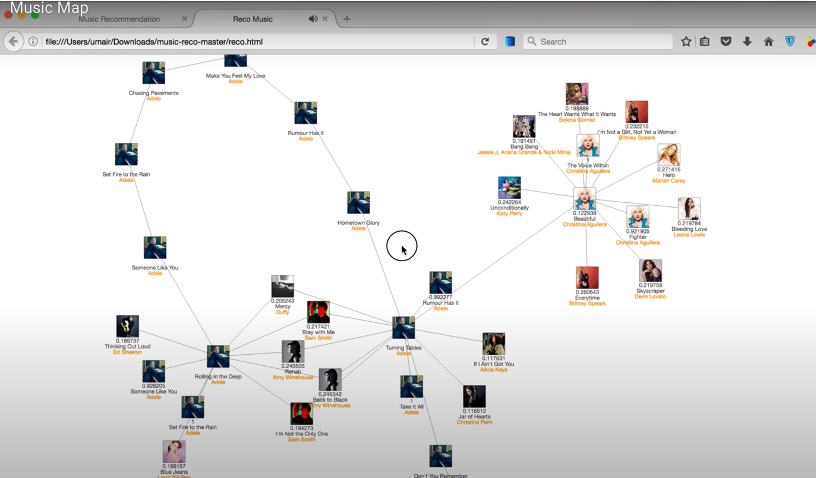 Music Map
Music Recommendation
Reco Music
file:///Users/umair/Downloads/music-reco-master/reco.html
Search
Make You Feel My Love
Adele
Chasing Pavements
Adele
Rumour Has It
Adele
Set Fire to the Rain
Adele
Hometown Glory
Adele
Someone Like You
Adele
0.195888
The Heart Wants What It Wants
Selena Gomez
0.232215
I'm Not a Girl, Not Yet a Woman
Britney Spears
0.191491
Bang Bang
Jessie J, Ariana Grande & Nicki Minaj
1
The Voice Within
Christina Aguilera
0.271415
Hero
Mariah Carey
0.242264
Unconditionally
Katy Perry
0.122939
Beautiful
Christina Aguilera
0.921905
Fighter
Christina Aguilera
0.219784
Bleeding Love
Leona Lewis
0.260643
Everytime
Britney Spears
0.219758
Skyscraper
Demi Lovato
0.992277
Rumour Has It
Adele
0.205243
Mercy
Duffy
0.217421
Stay with Me
Sam Smith
Turning Tables
Adele
0.189737
Thinking Out Loud
Ed Sheeran
0.240505
Rehab
Amy Winehouse
0.117631
If I Ain't Got You
Alicia Keys
Rolling in the Deep
Adele
0.926205
Someone Like You
Adele
0.246342
Back to Black
Amy Winehouse
Take It All
Adele
0.116512
Jar of Hearts
Christina Perri
1
Set Fire to the Rain
Adele
0.194273
I'm Not the Only One
Sam Smith
0.186157
Blue Jeans
Lana Del Rey
Don't You Remember